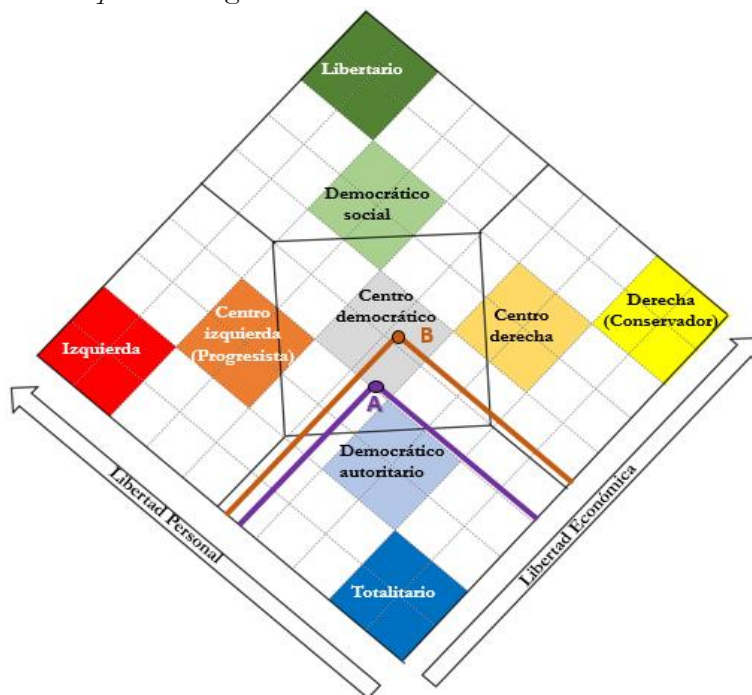 Libertario
Democrático
social
Centro
democrático
B
Centro
izquierda
(Progresista)
Centro
derecha
Derecha
(Conservador)
Izquierda
A
Democrático
autoritario
Totalitario
Libertad Personal
Libertad Económica